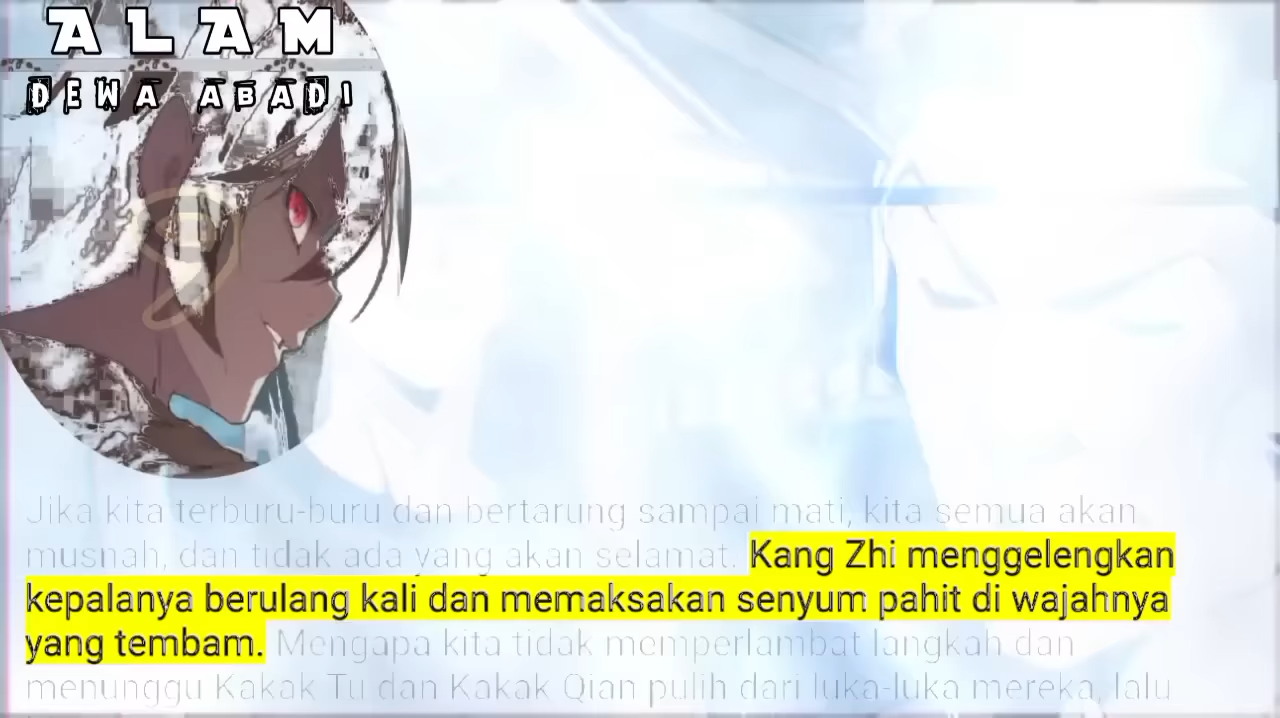 ALAM
DEWA ABADI
Jika kita terburu-buru dan bertarung sampai mati, kita semua akan
musnah, dan tidak ada yang akan selamat. Kang Zhi menggelengkan
kepalanya berulang kali dan memaksakan senyum pahit di wajahnya
yang tembam. Mengapa kita tidak memperlambat langkah dan
menunggu Kakak Tu dan Kakak Qian pulih dari luka-luka mereka, lalu